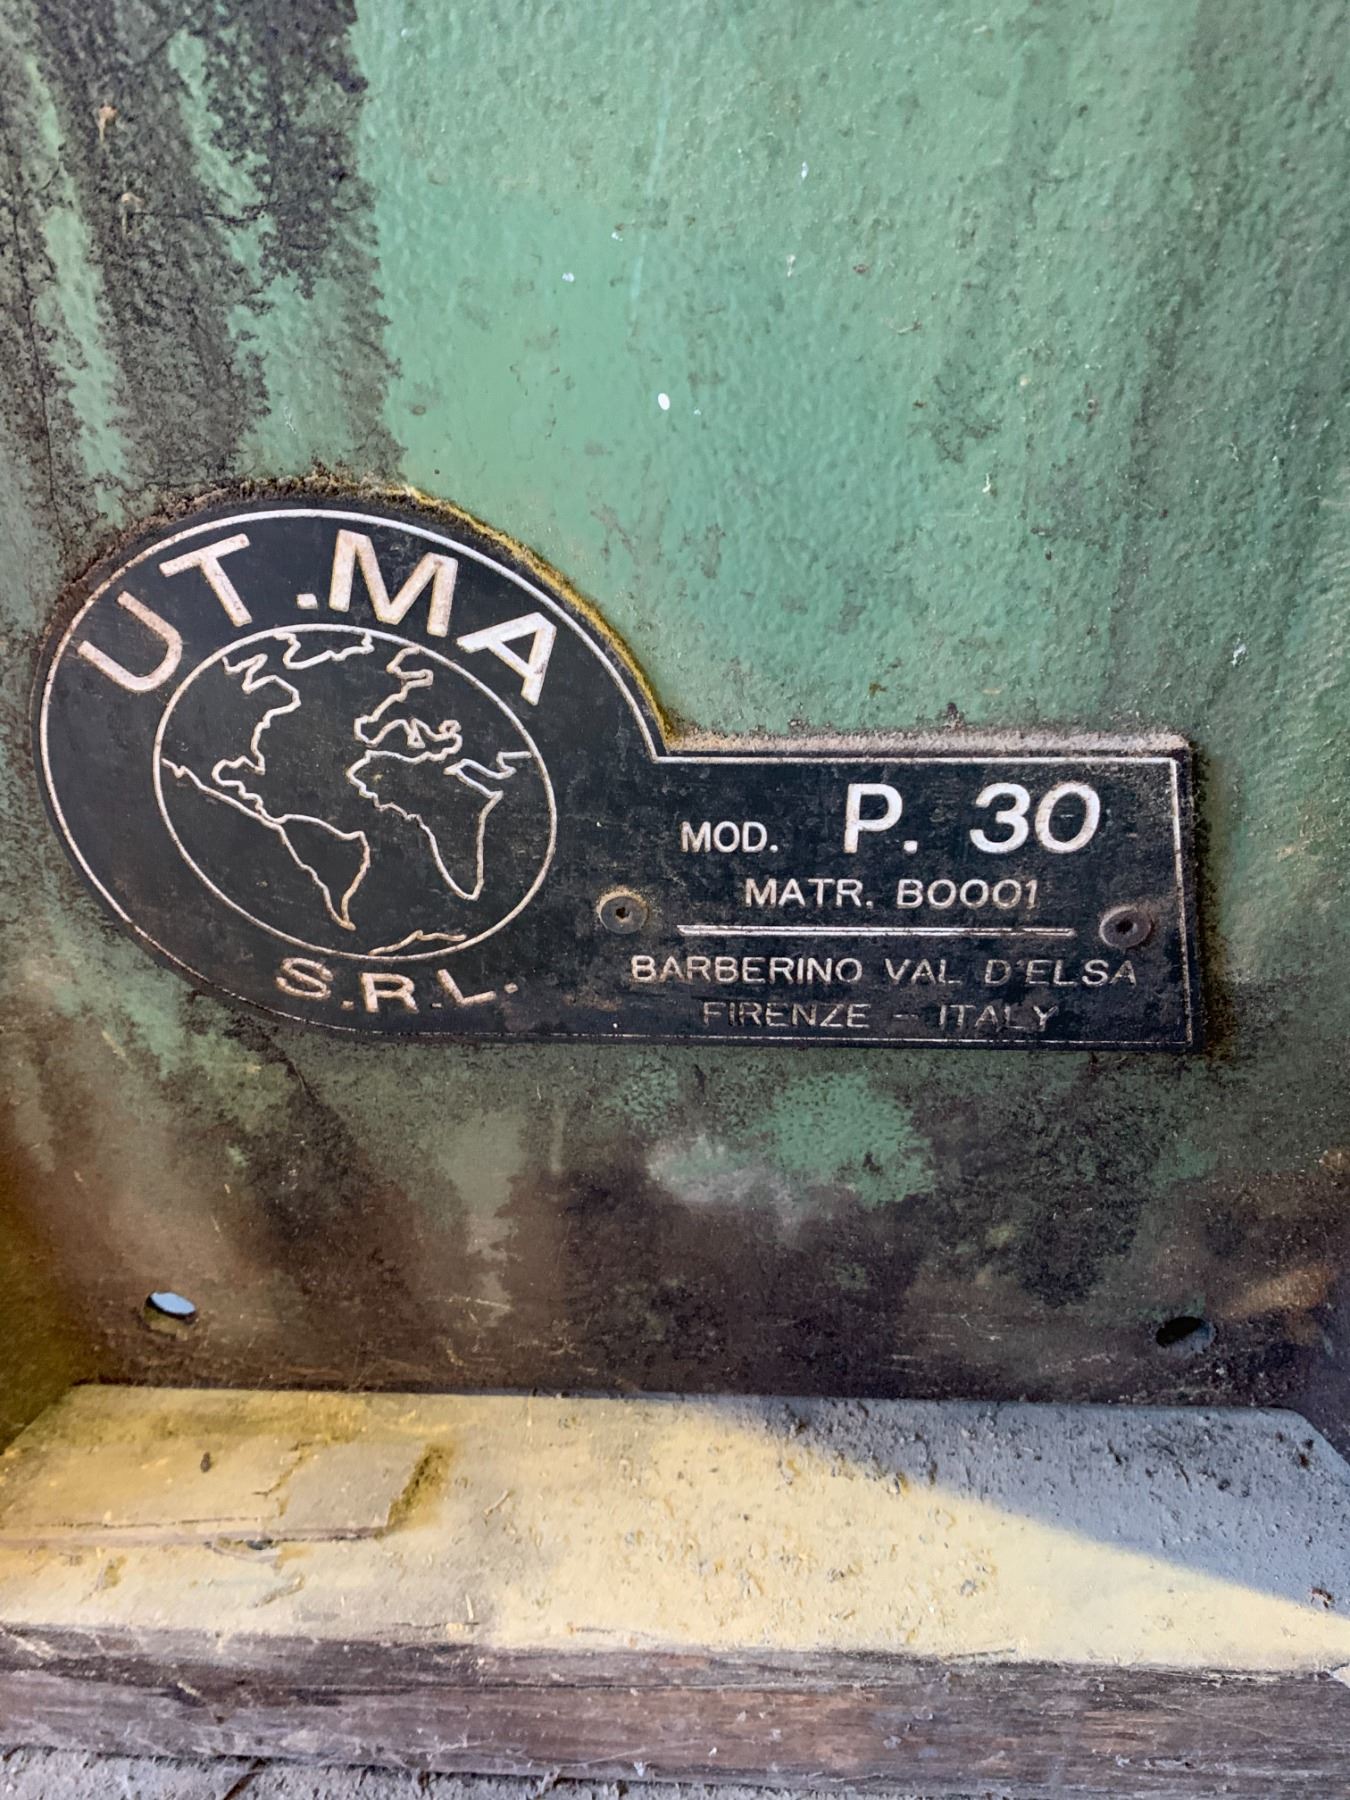 UT.MA
S.R.L.
MOD. P. 30
MATR. B0001
BARBERINO VAL D'ELSA
FIRENZE - ITALY